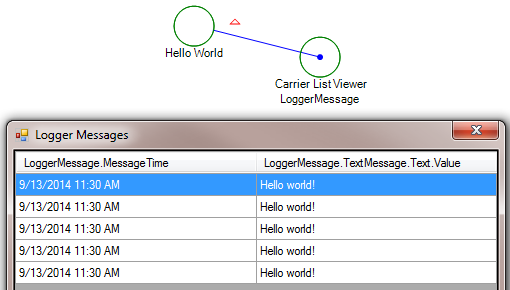 Hello World
Carrier List Viewer
LoggerMessage
Logger Messages
LoggerMessage.MessageTime LoggerMessage.TextMessage.Text.Value
9/13/2014 11:30 AM Hello world!
9/13/2014 11:30 AM Hello world!
9/13/2014 11:30 AM Hello world!
9/13/2014 11:30 AM Hello world!
9/13/2014 11:30 AM Hello world!